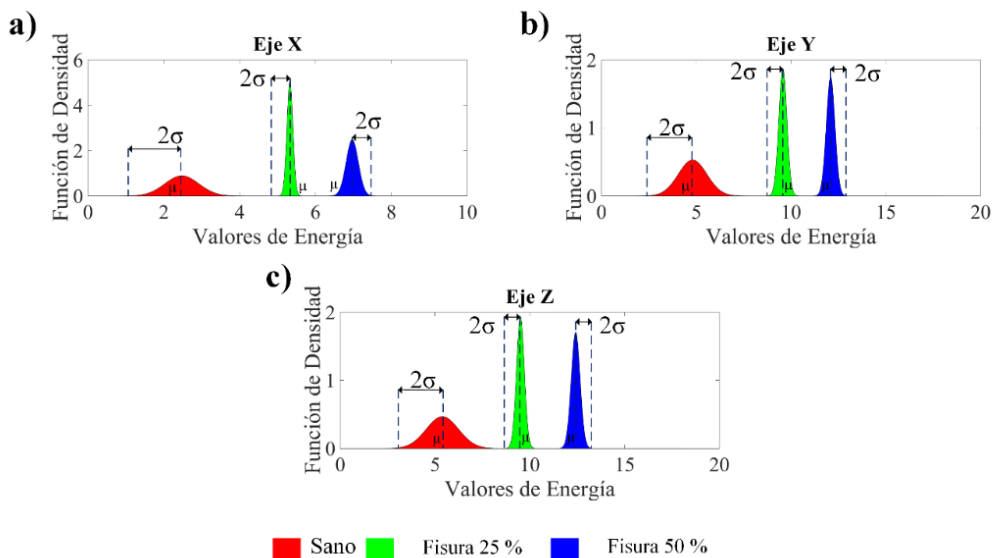 a)
Eje X
Función de Densidad
6
4
2
0
2σ
2σ
2σ
μ
μ
μ
0 2 4 6 8 10
Valores de Energía
b)
Eje Y
Función de Densidad
2
1
0
2σ
2σ
2σ
μ
μ
μ
0 5 10 15 20
Valores de Energía
c)
Eje Z
Función de Densidad
2
1
0
2σ
2σ
2σ
μ
μ
μ
0 5 10 15 20
Valores de Energía
Sano Fisura 25 % Fisura 50 %